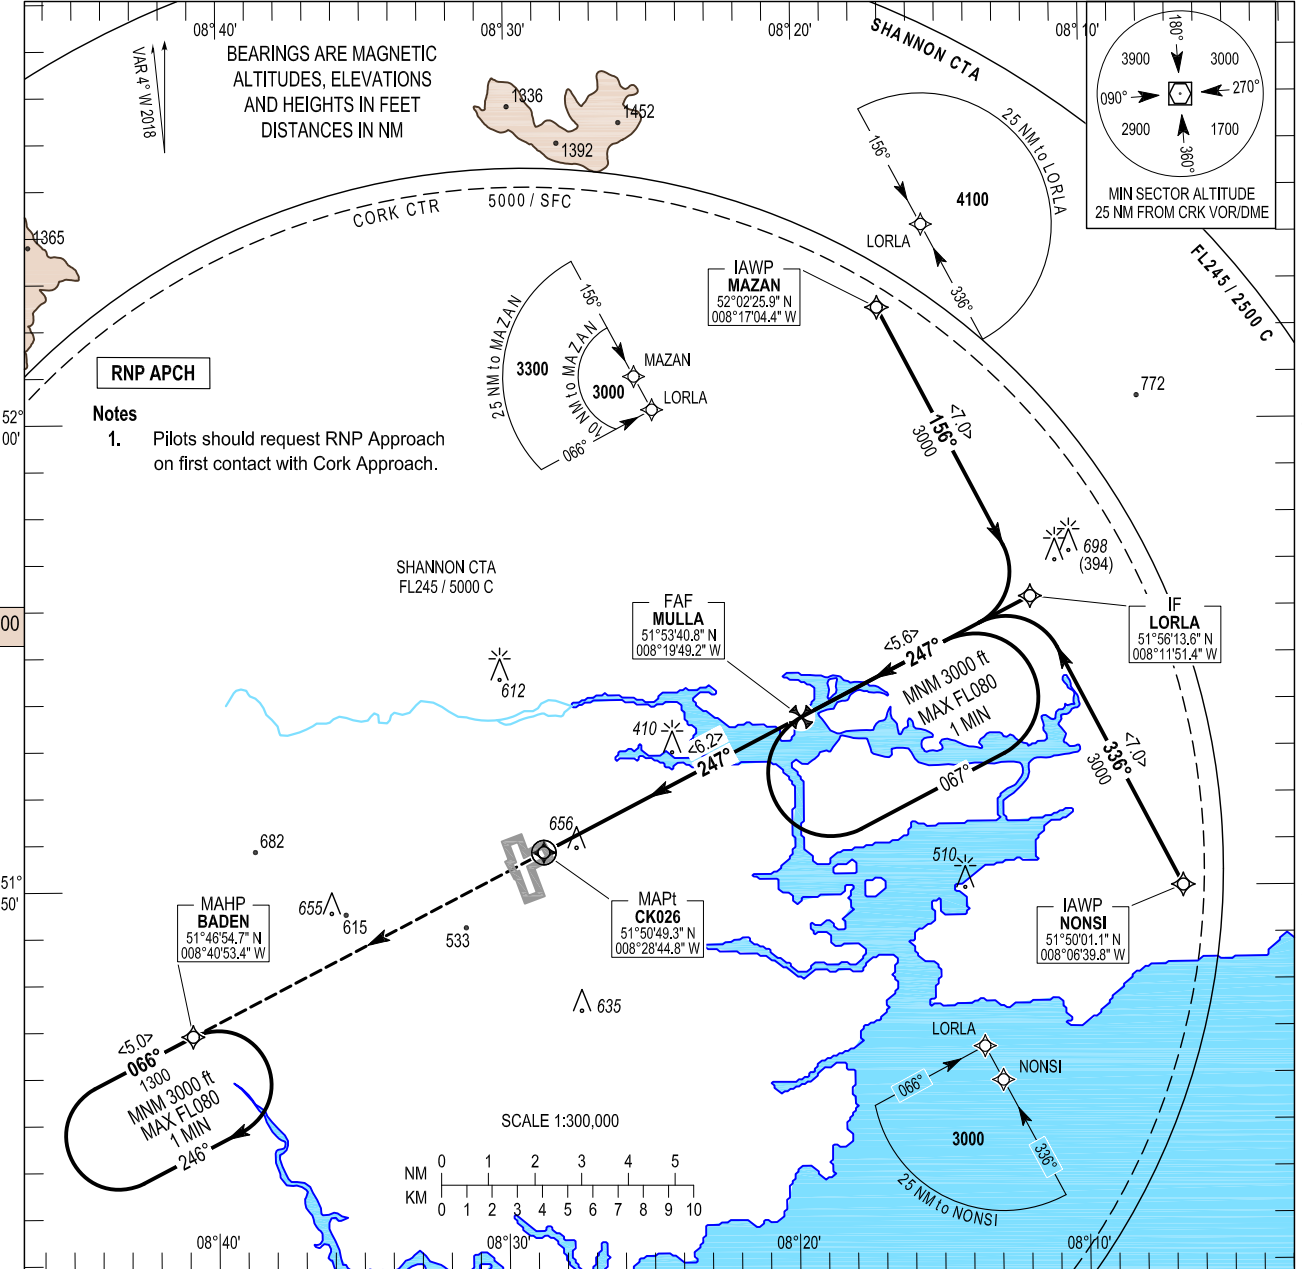 08°40'
08°30'
08°20'
08°10'
VAR 4° W 2018
BEARINGS ARE MAGNETIC
ALTITUDES, ELEVATIONS
AND HEIGHTS IN FEET
DISTANCES IN NM
1336
1452
1392
1365
SHANNON CTA
FL245 / 2500 C
180°
3900
3000
090°
270°
2900
1700
360°
MIN SECTOR ALTITUDE
25 NM FROM CRK VOR/DME
CORK CTR
5000 / SFC
25 NM to LORLA
156°
4100
LORLA
336°
IAWP
MAZAN
52°02'25.9" N
008°17'04.4" W
25 NM to MAZAN
156°
3300
10 NM to MAZAN
3000
MAZAN
LORLA
066°
RNP APCH
Notes
1. Pilots should request RNP Approach
on first contact with Cork Approach.
52°
00'
772
<7.0>
156°
3000
698
(394)
SHANNON CTA
FL245 / 5000 C
00
FAF
MULLA
51°53'40.8" N
008°19'49.2" W
IF
LORLA
51°56'13.6" N
008°11'51.4" W
<5.6>
247°
MNM 3000 ft
MAX FL080
1 MIN
067°
612
410
<6.2>
247°
<7.0>
336°
3000
656
682
510
51°
50'
655
615
533
MAHP
BADEN
51°46'54.7" N
008°40'53.4" W
MAPt
CK026
51°50'49.3" N
008°28'44.8" W
IAWP
NONSI
51°50'01.1" N
008°06'39.8" W
635
<5.0>
066°
1300
MNM 3000 ft
MAX FL080
1 MIN
246°
LORLA
NONSI
066°
336°
3000
25 NM to NONSI
SCALE 1:300,000
NM 0 1 2 3 4 5
KM 0 1 2 3 4 5 6 7 8 9 10
08°40'
08°30'
08°20'
08°10'